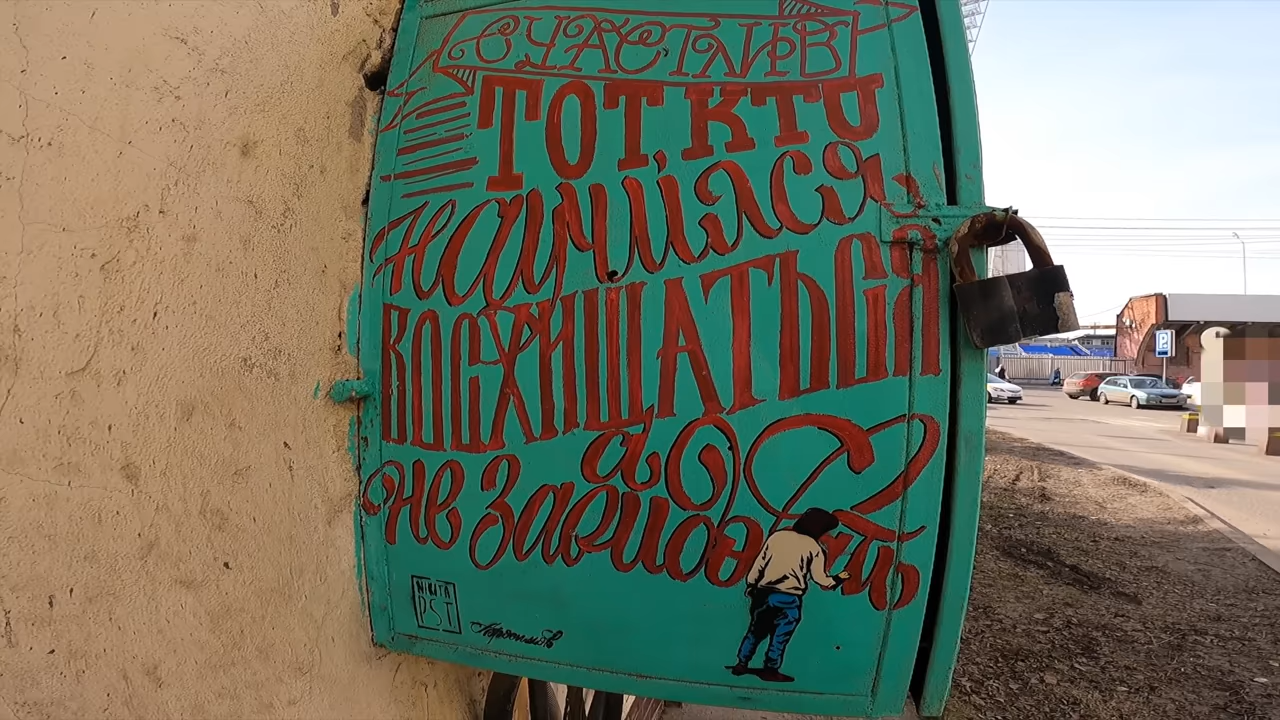 СЧАСТЛИВ
ТОТ КТО
научился
ВОСХИЩАТЬСЯ
а
не завидовать
NIKITA
PST
P